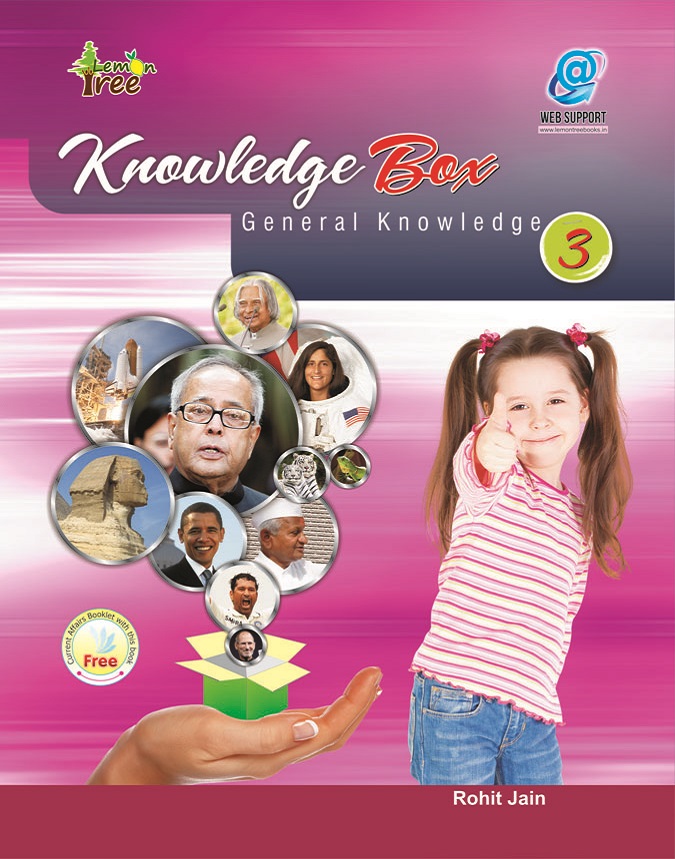 Lemon
Tree
@
WEB SUPPORT
www.lemontreebooks.in
Knowledge Box
General Knowledge
3
Current Affairs Booklet with this book
Free
Rohit Jain